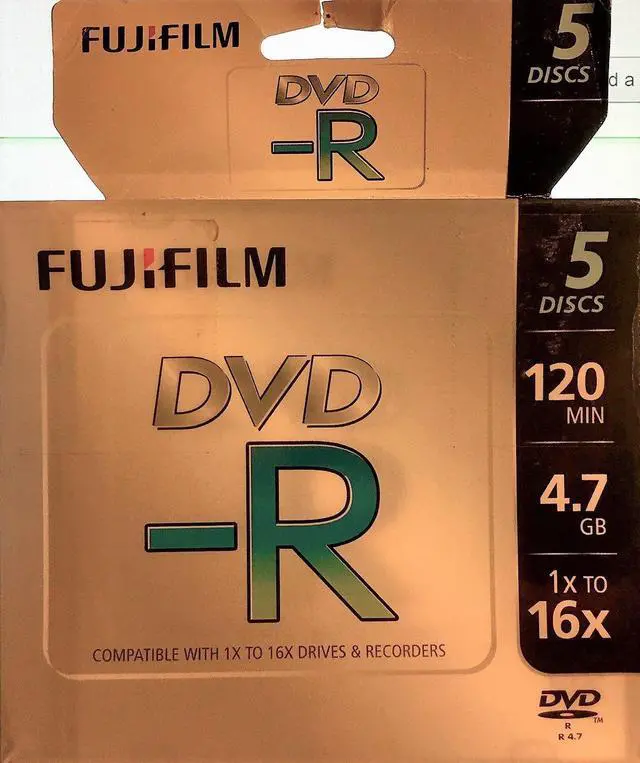 FUJIFILM
5
DISCS
DVD
-R
d a
FUJIFILM
5
DISCS
DVD
-R
120
MIN
4.7
GB
1X TO
16X
COMPATIBLE WITH 1X TO 16X DRIVES & RECORDERS
DVD
TM
R
R 4.7